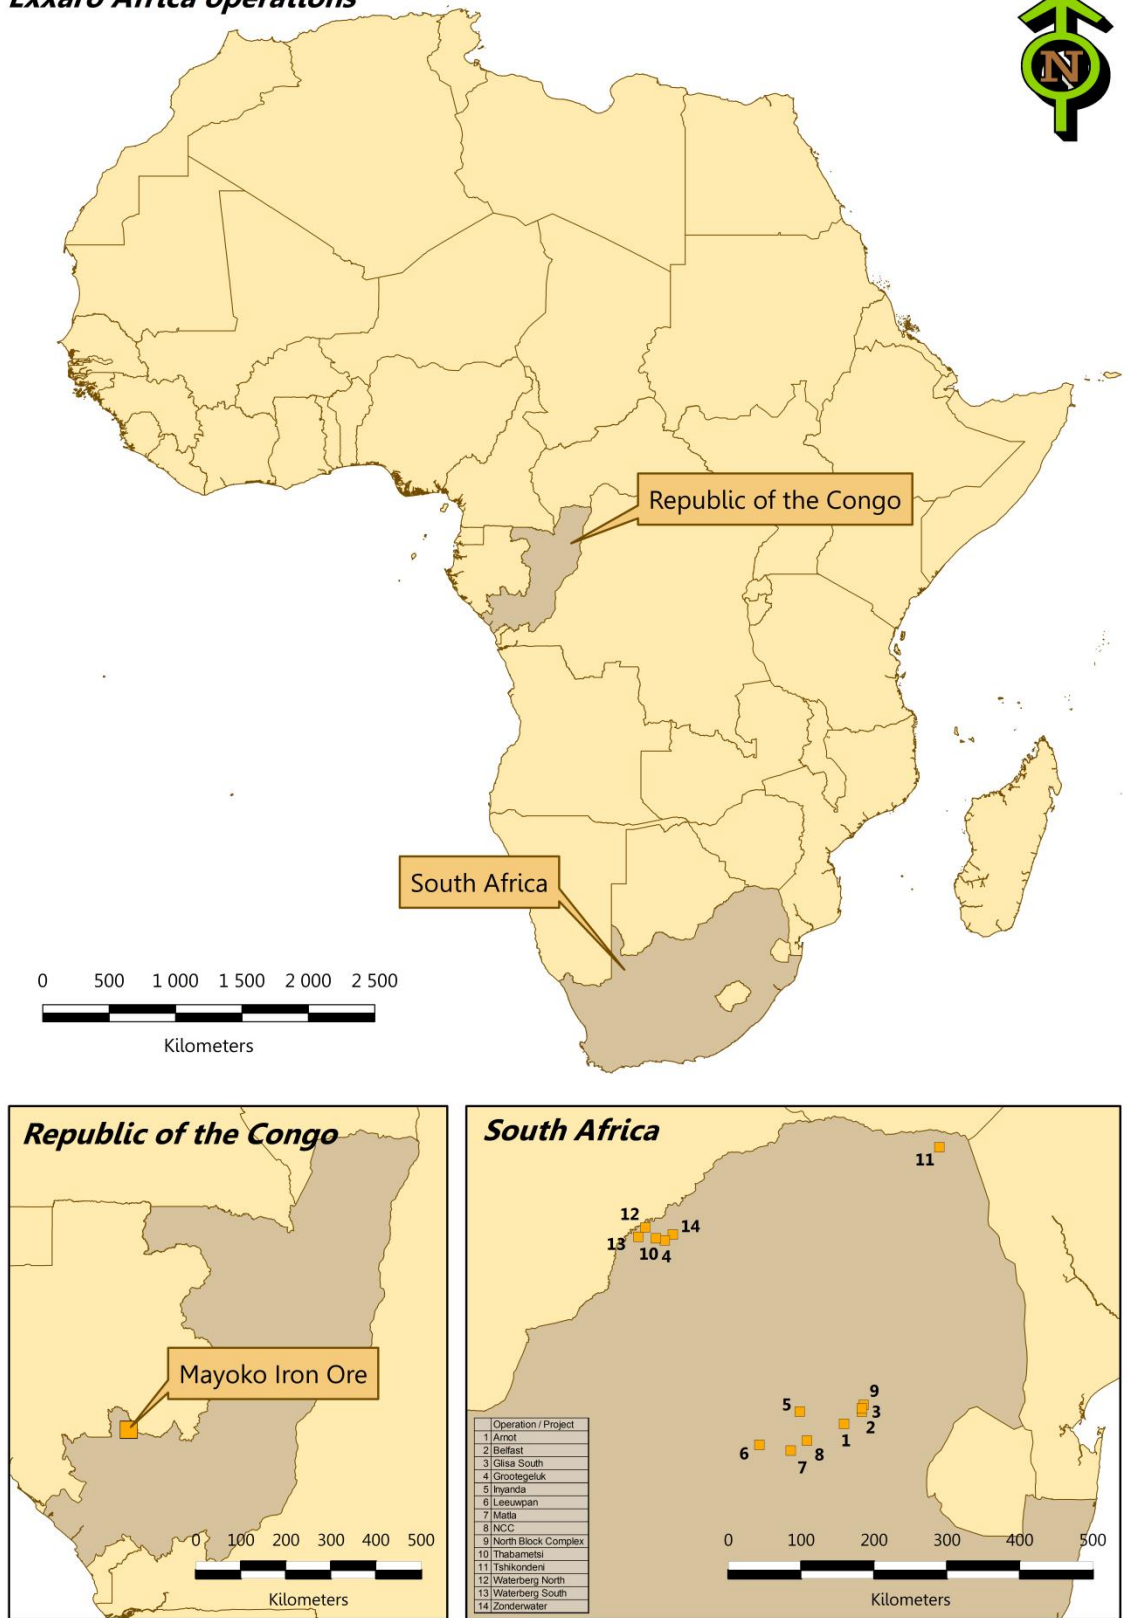 Exxaro Africa operations
N
Republic of the Congo
South Africa
0 500 1 000 1 500 2 000 2 500
Kilometers
Republic of the Congo
Mayoko Iron Ore
0 100 200 300 400 500
Kilometers
South Africa
11
12
14
13
10
4
9
5
3
2
1
6
8
7
Operation / Project
1 Arnot
2 Belfast
3 Glisa South
4 Grootegeluk
5 Inyanda
6 Leeuwpan
7 Matla
8 NCC
9 North Block Complex
10 Thabametsi
11 Tshikondeni
12 Waterberg North
13 Waterberg South
14 Zonderwater
0 100 200 300 400 500
Kilometers